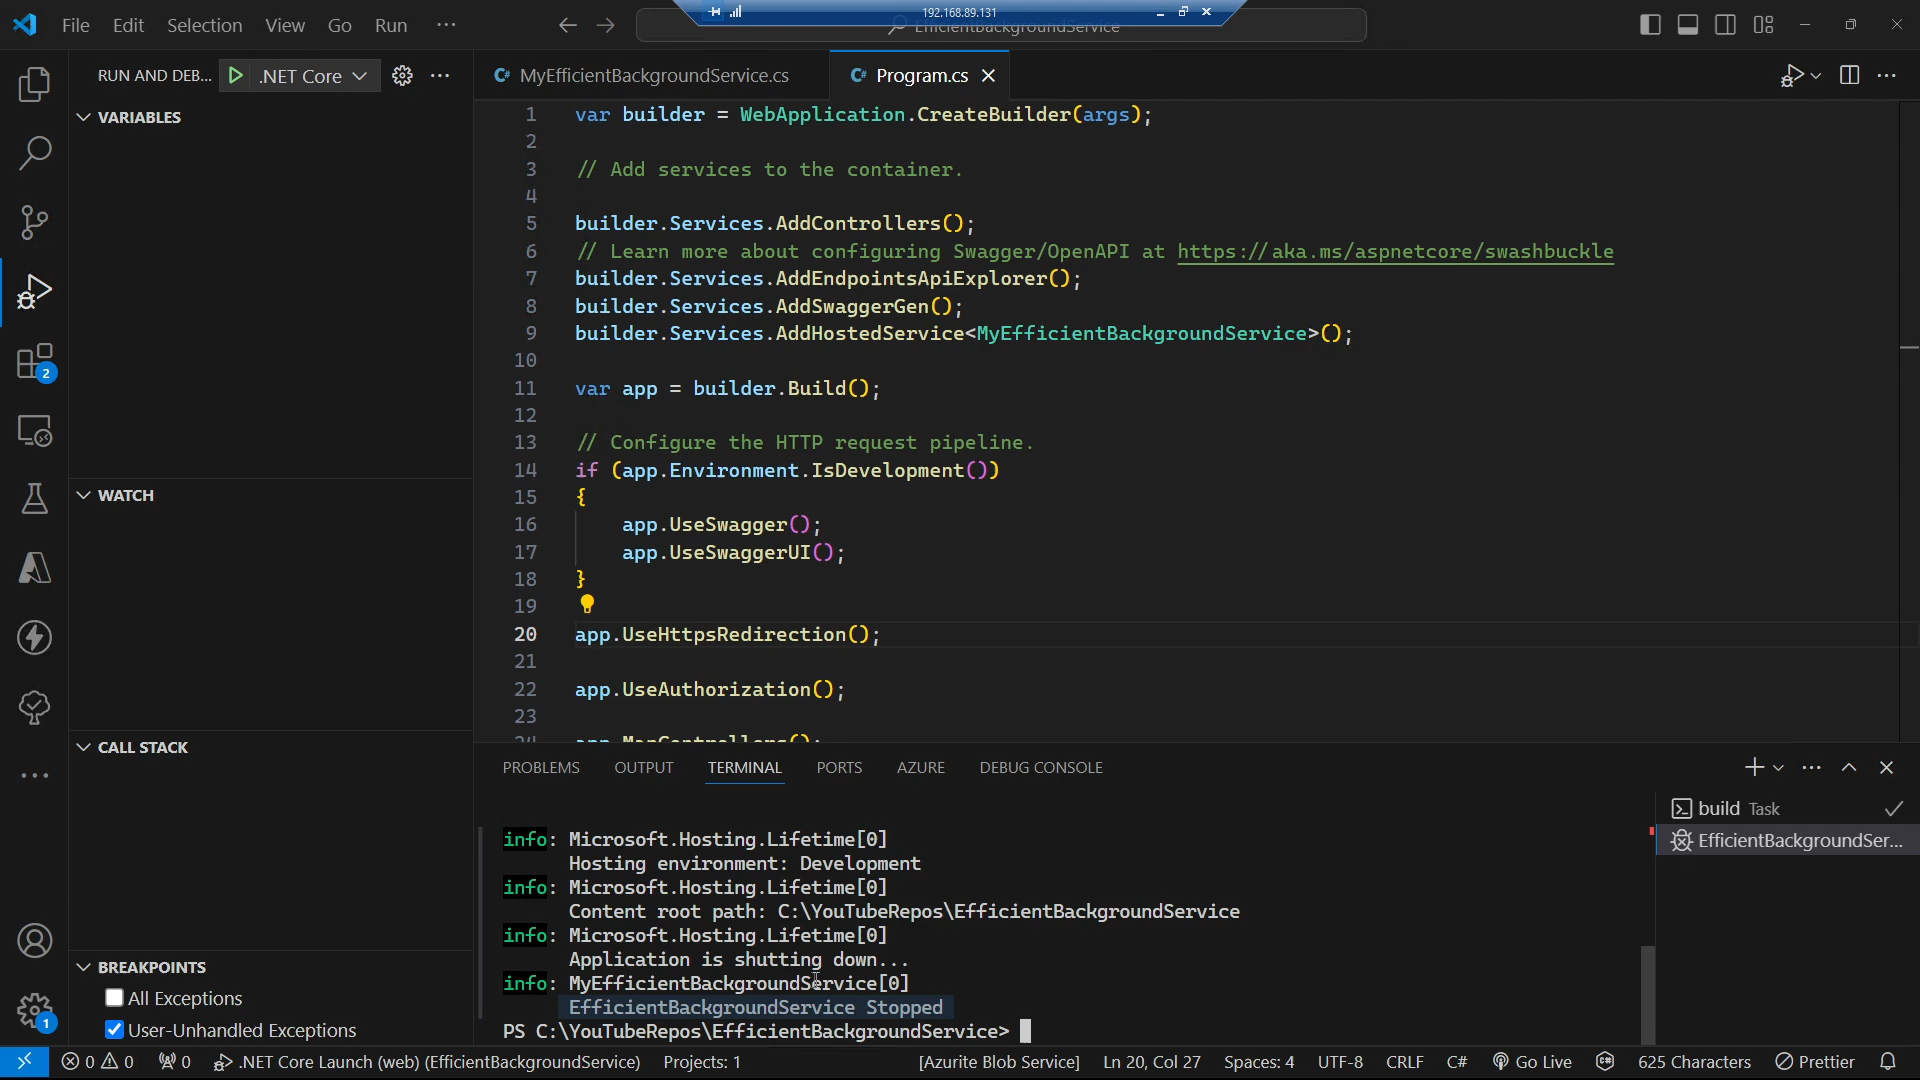 192.168.89.131
File Edit Selection View Go Run ···
EfficientBackgroundService
RUN AND DEB... .NET Core
MyEfficientBackgroundService.cs
Program.cs
VARIABLES
WATCH
CALL STACK
BREAKPOINTS
All Exceptions
User-Unhandled Exceptions
2
1
1 var builder = WebApplication.CreateBuilder(args);
2
3 // Add services to the container.
4
5 builder.Services.AddControllers();
6 // Learn more about configuring Swagger/OpenAPI at https://aka.ms/aspnetcore/swashbuckle
7 builder.Services.AddEndpointsApiExplorer();
8 builder.Services.AddSwaggerGen();
9 builder.Services.AddHostedService<MyEfficientBackgroundService>();
10
11 var app = builder.Build();
12
13 // Configure the HTTP request pipeline.
14 if (app.Environment.IsDevelopment())
15 {
16 app.UseSwagger();
17 app.UseSwaggerUI();
18 }
19
20 app.UseHttpsRedirection();
21
22 app.UseAuthorization();
23
24 app.MapControllers();
PROBLEMS OUTPUT TERMINAL PORTS AZURE DEBUG CONSOLE
info: Microsoft.Hosting.Lifetime[0]
Hosting environment: Development
info: Microsoft.Hosting.Lifetime[0]
Content root path: C:\YouTubeRepos\EfficientBackgroundService
info: Microsoft.Hosting.Lifetime[0]
Application is shutting down...
info: MyEfficientBackgroundService[0]
EfficientBackgroundService Stopped
PS C:\YouTubeRepos\EfficientBackgroundService>
build Task
EfficientBackgroundSer...
0 0 0 .NET Core Launch (web) (EfficientBackgroundService) Projects: 1 [Azurite Blob Service] Ln 20, Col 27 Spaces: 4 UTF-8 CRLF C# Go Live 625 Characters Prettier